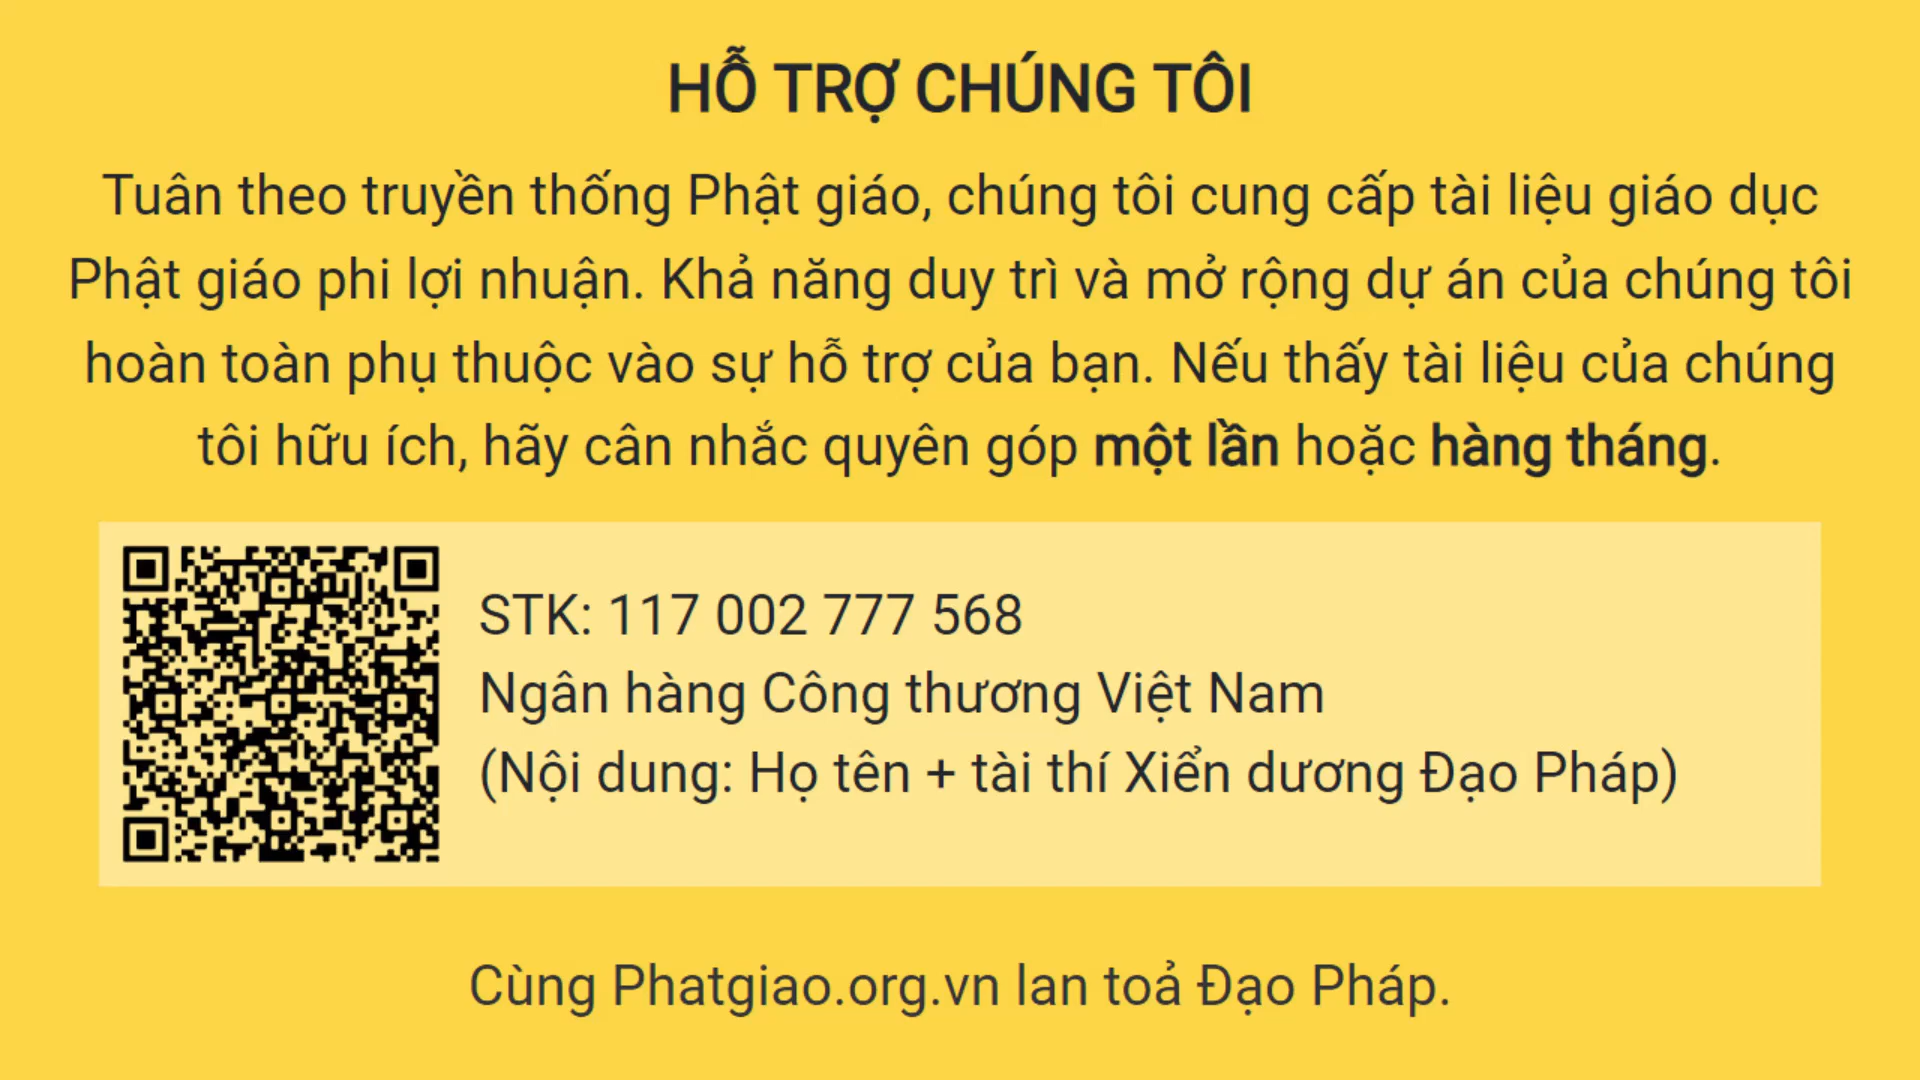 HỖ TRỢ CHÚNG TÔI
Tuân theo truyền thống Phật giáo, chúng tôi cung cấp tài liệu giáo dục
Phật giáo phi lợi nhuận. Khả năng duy trì và mở rộng dự án của chúng tôi
hoàn toàn phụ thuộc vào sự hỗ trợ của bạn. Nếu thấy tài liệu của chúng
tôi hữu ích, hãy cân nhắc quyên góp một lần hoặc hàng tháng.
STK: 117 002 777 568
Ngân hàng Công thương Việt Nam
(Nội dung: Họ tên + tài thí Xiển dương Đạo Pháp)
Cùng Phatgiao.org.vn lan toả Đạo Pháp.